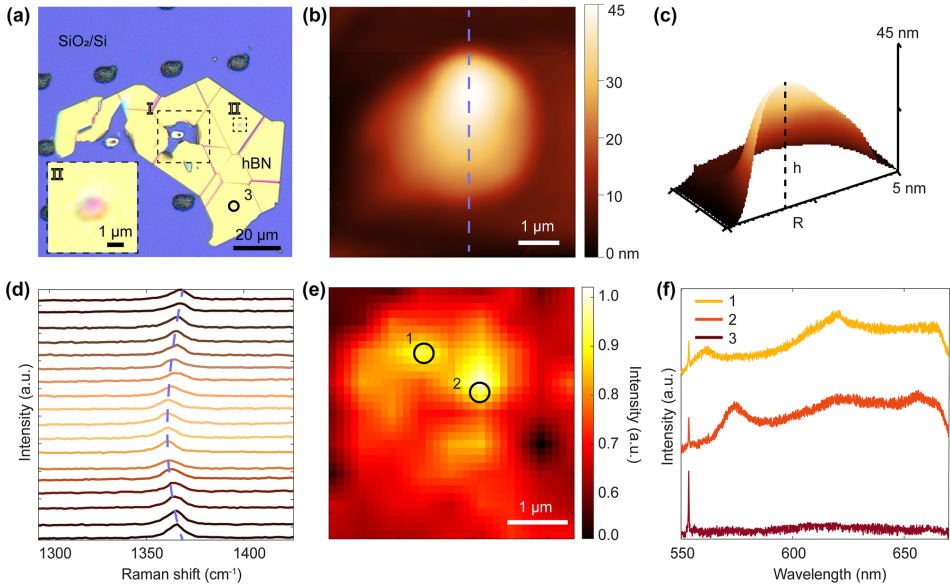 (a)
SiO₂/Si
I
II
hBN
3
II
1 μm
20 μm
(b)
45
30
20
10
0 nm
1 μm
(c)
45 nm
h
5 nm
R
(d)
Intensity (a.u.)
1300
1350
1400
Raman shift (cm⁻¹)
(e)
1
2
1 μm
1.0
0.9
0.8
0.7
0.6
0.0
Intensity (a.u.)
(f)
1
2
3
Intensity (a.u.)
550
600
650
Wavelength (nm)